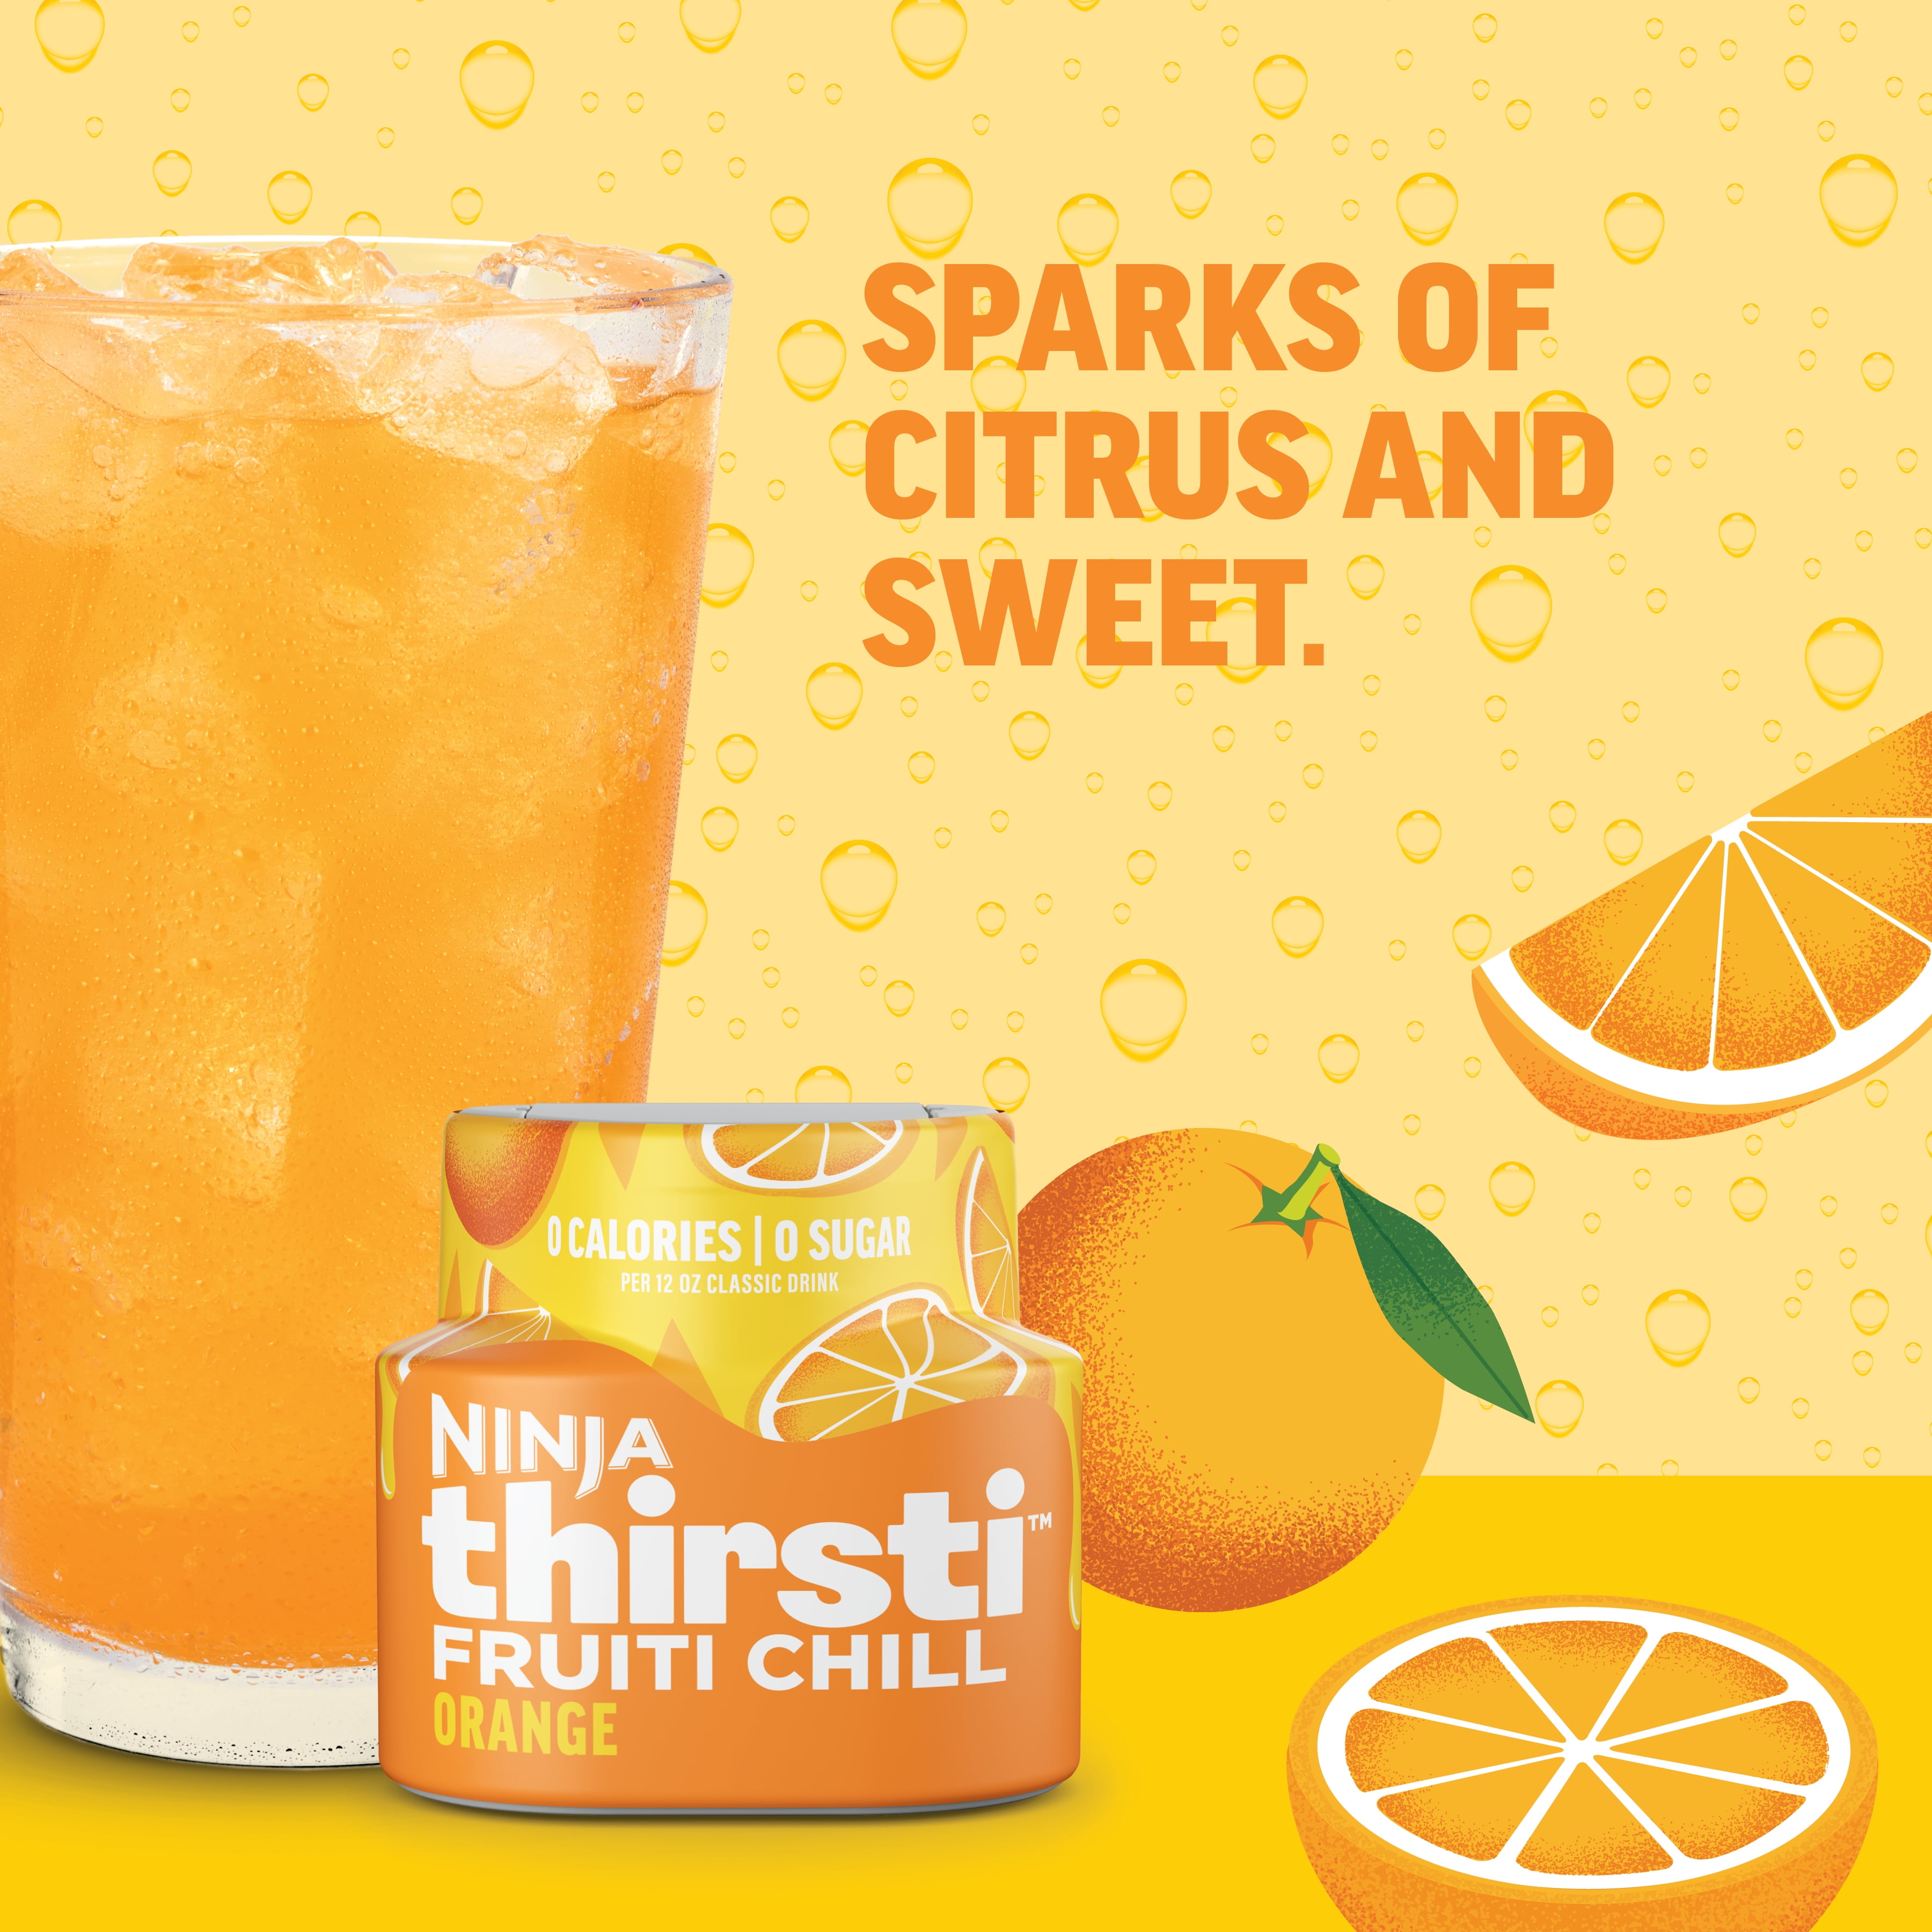 SPARKS OF
CITRUS AND
SWEET.
0 CALORIES | 0 SUGAR
PER 12 OZ CLASSIC DRINK
NINJA
thirsti™
FRUITI CHILL
ORANGE